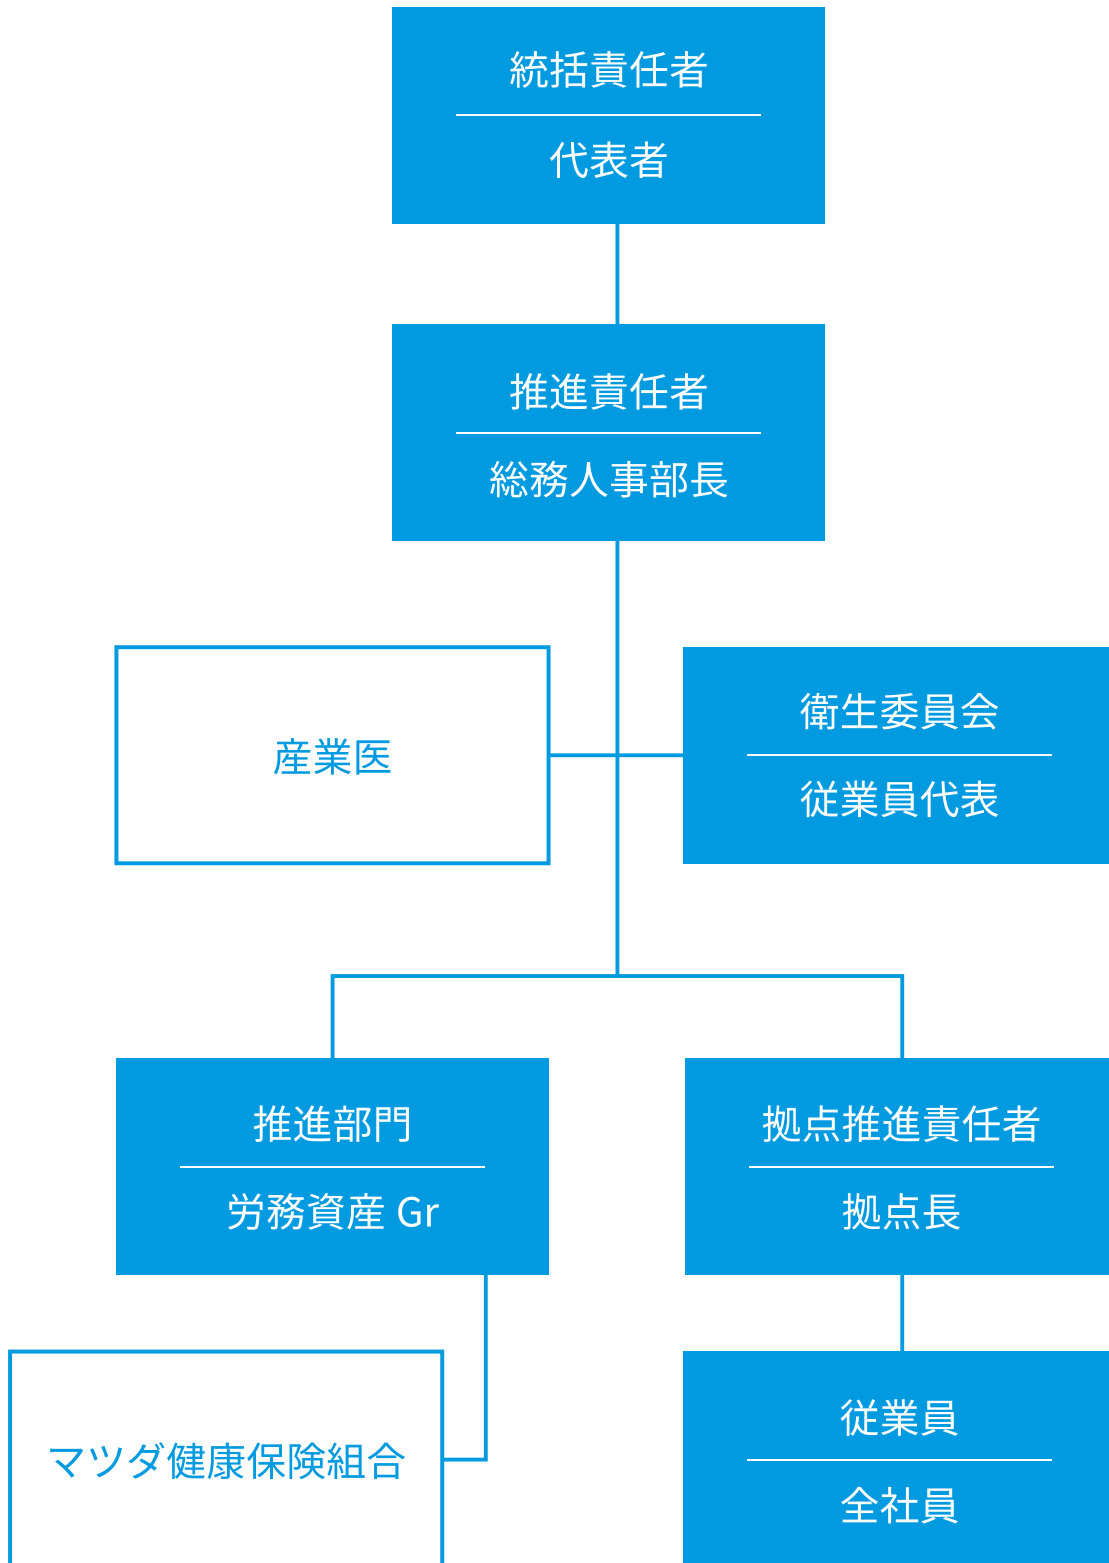 統括責任者
代表者
推進責任者
総務人事部長
産業医
衛生委員会
従業員代表
推進部門
労務資産 Gr
拠点推進責任者
拠点長
マツダ健康保険組合
従業員
全社員